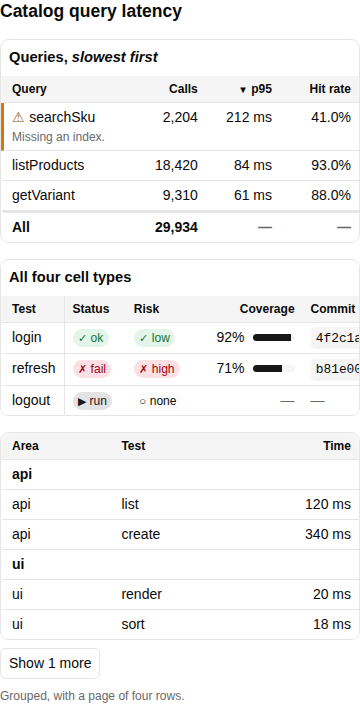 Catalog query latency
Queries, slowest first
Query Calls ▼ p95 Hit rate
⚠ searchSku 2,204 212 ms 41.0%
Missing an index.
listProducts 18,420 84 ms 93.0%
getVariant 9,310 61 ms 88.0%
All 29,934 — —
All four cell types
Test Status Risk Coverage Commit
login ✓ ok ✓ low 92% 4f2c1a
refresh ✗ fail ✗ high 71% b81e00
logout ▶ run ○ none — —
Area Test Time
api
api list 120 ms
api create 340 ms
ui
ui render 20 ms
ui sort 18 ms
Show 1 more
Grouped, with a page of four rows.